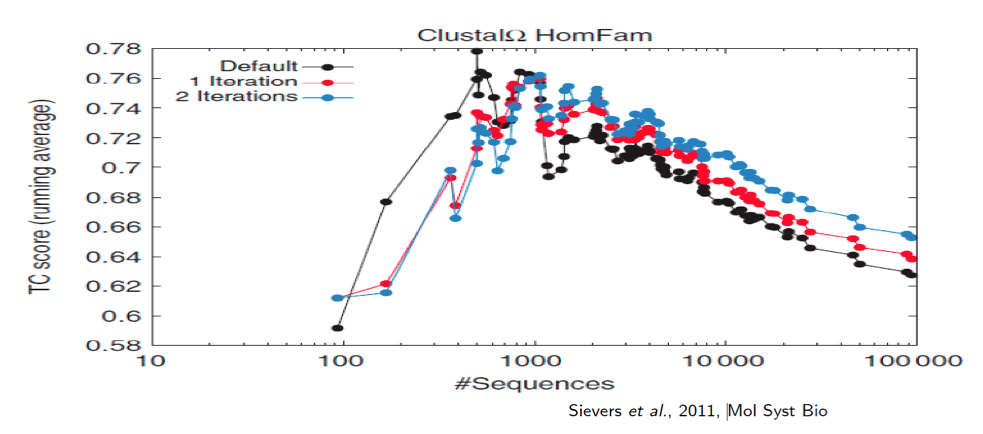 ClustalΩ HomFam
0.78
0.76
0.74
0.72
0.7
0.68
0.66
0.64
0.62
0.6
0.58
TC score (running average)
Default
1 Iteration
2 Iterations
10 100 1000 10 000 100 000
#Sequences
Sievers et al., 2011, Mol Syst Bio